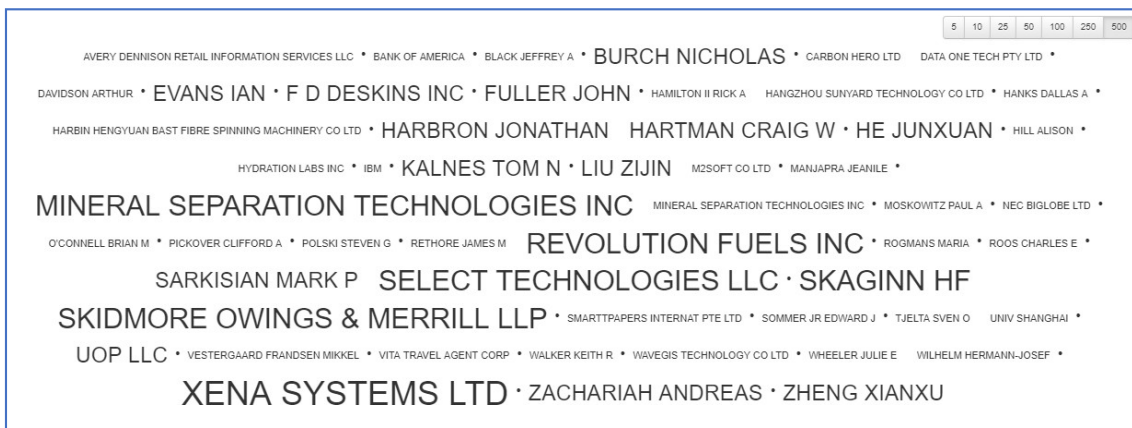 5 10 25 50 100 250 500
AVERY DENNISON RETAIL INFORMATION SERVICES LLC • BANK OF AMERICA • BLACK JEFFREY A • BURCH NICHOLAS • CARBON HERO LTD DATA ONE TECH PTY LTD •
DAVIDSON ARTHUR • EVANS IAN • F D DESKINS INC • FULLER JOHN • HAMILTON II RICK A HANGZHOU SUNYARD TECHNOLOGY CO LTD • HANKS DALLAS A •
HARBIN HENGYUAN BAST FIBRE SPINNING MACHINERY CO LTD • HARBRON JONATHAN HARTMAN CRAIG W • HE JUNXUAN • HILL ALISON •
HYDRATION LABS INC • IBM • KALNES TOM N • LIU ZIJIN M2SOFT CO LTD • MANJAPRA JEANILE •
MINERAL SEPARATION TECHNOLOGIES INC MINERAL SEPARATION TECHNOLOGIES INC • MOSKOWITZ PAUL A • NEC BIGLOBE LTD •
O'CONNELL BRIAN M • PICKOVER CLIFFORD A • POLSKI STEVEN G • RETHORE JAMES M REVOLUTION FUELS INC • ROGMANS MARIA • ROOS CHARLES E •
SARKISIAN MARK P SELECT TECHNOLOGIES LLC • SKAGINN HF
SKIDMORE OWINGS & MERRILL LLP • SMARTTPAPERS INTERNAT PTE LTD • SOMMER JR EDWARD J • TJELTA SVEN O UNIV SHANGHAI •
UOP LLC • VESTERGAARD FRANDSEN MIKKEL • VITA TRAVEL AGENT CORP • WALKER KEITH R • WAVEGIS TECHNOLOGY CO LTD • WHEELER JULIE E WILHELM HERMANN-JOSEF •
XENA SYSTEMS LTD • ZACHARIAH ANDREAS • ZHENG XIANXU